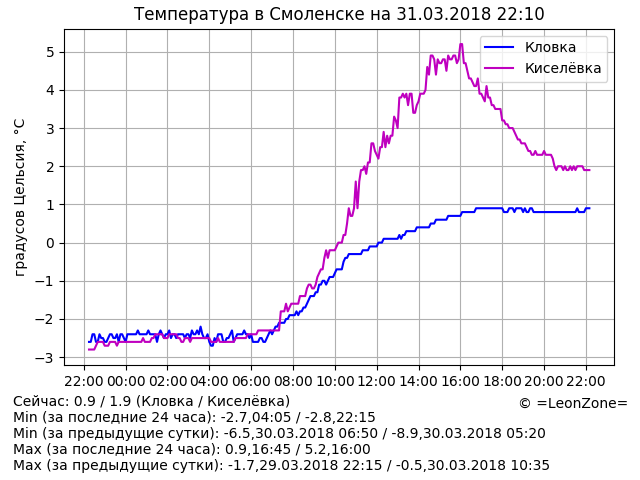 Температура в Смоленске на 31.03.2018 22:10
Кловка
Киселёвка
градусов Цельсия, °C
5
4
3
2
1
0
−1
−2
−3
22:00 00:00 02:00 04:00 06:00 08:00 10:00 12:00 14:00 16:00 18:00 20:00 22:00
Сейчас: 0.9 / 1.9 (Кловка / Киселёвка)
© =LeonZone=
Min (за последние 24 часа): -2.7,04:05 / -2.8,22:15
Min (за предыдущие сутки): -6.5,30.03.2018 06:50 / -8.9,30.03.2018 05:20
Max (за последние 24 часа): 0.9,16:45 / 5.2,16:00
Max (за предыдущие сутки): -1.7,29.03.2018 22:15 / -0.5,30.03.2018 10:35